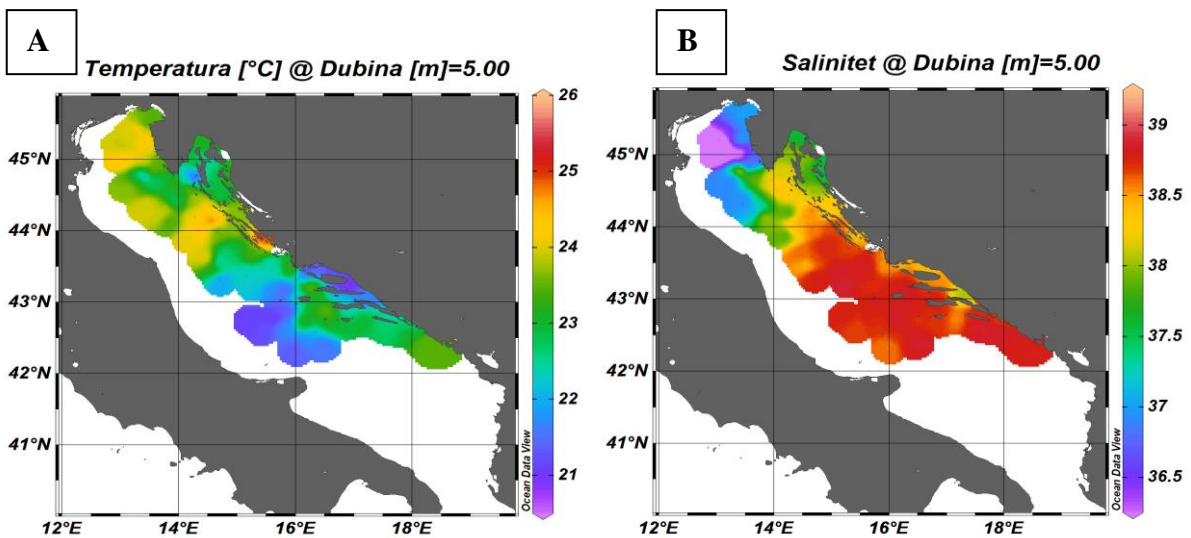 A
Temperatura [°C] @ Dubina [m]=5.00
26
25
24
23
22
21
45°N
44°N
43°N
42°N
41°N
12°E
14°E
16°E
18°E
Ocean Data View
B
Salinitet @ Dubina [m]=5.00
39
38.5
38
37.5
37
36.5
45°N
44°N
43°N
42°N
41°N
12°E
14°E
16°E
18°E
Ocean Data View